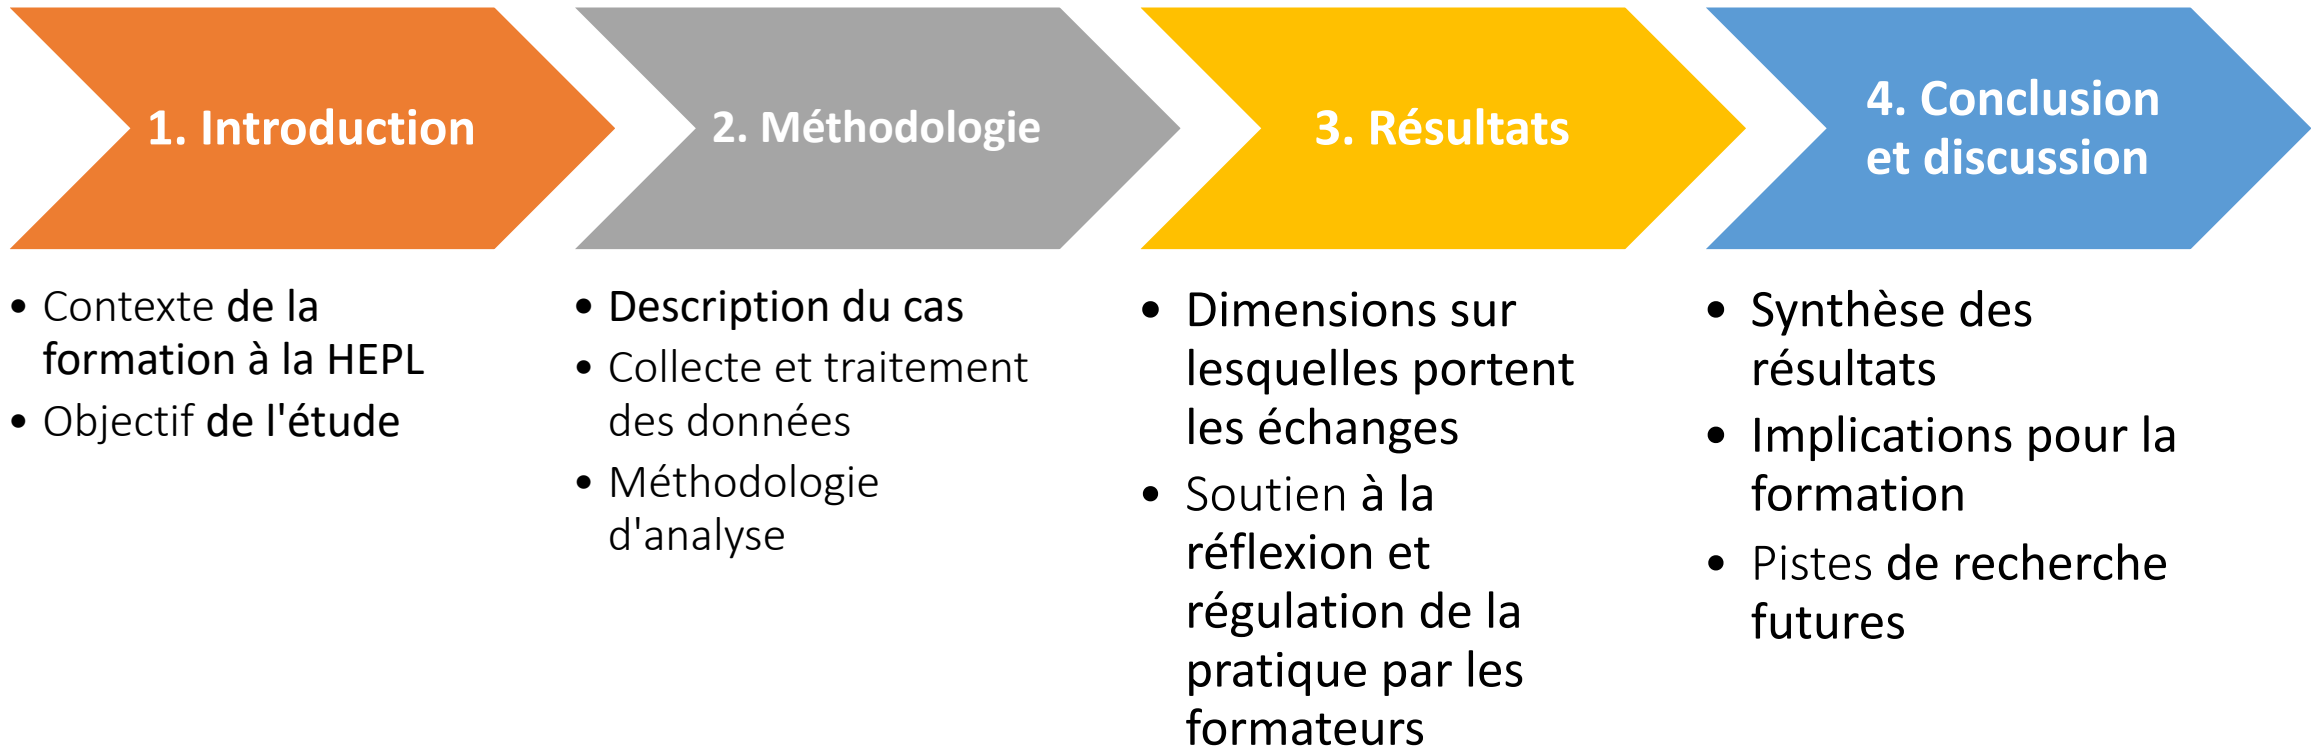 1. Introduction
• Contexte de la
formation à la HEPL
• Objectif de l'étude
2. Méthodologie
• Description du cas
• Collecte et traitement
des données
• Méthodologie
d'analyse
3. Résultats
• Dimensions sur
lesquelles portent
les échanges
• Soutien à la
réflexion et
régulation de la
pratique par les
formateurs
4. Conclusion
et discussion
• Synthèse des
résultats
• Implications pour la
formation
• Pistes de recherche
futures